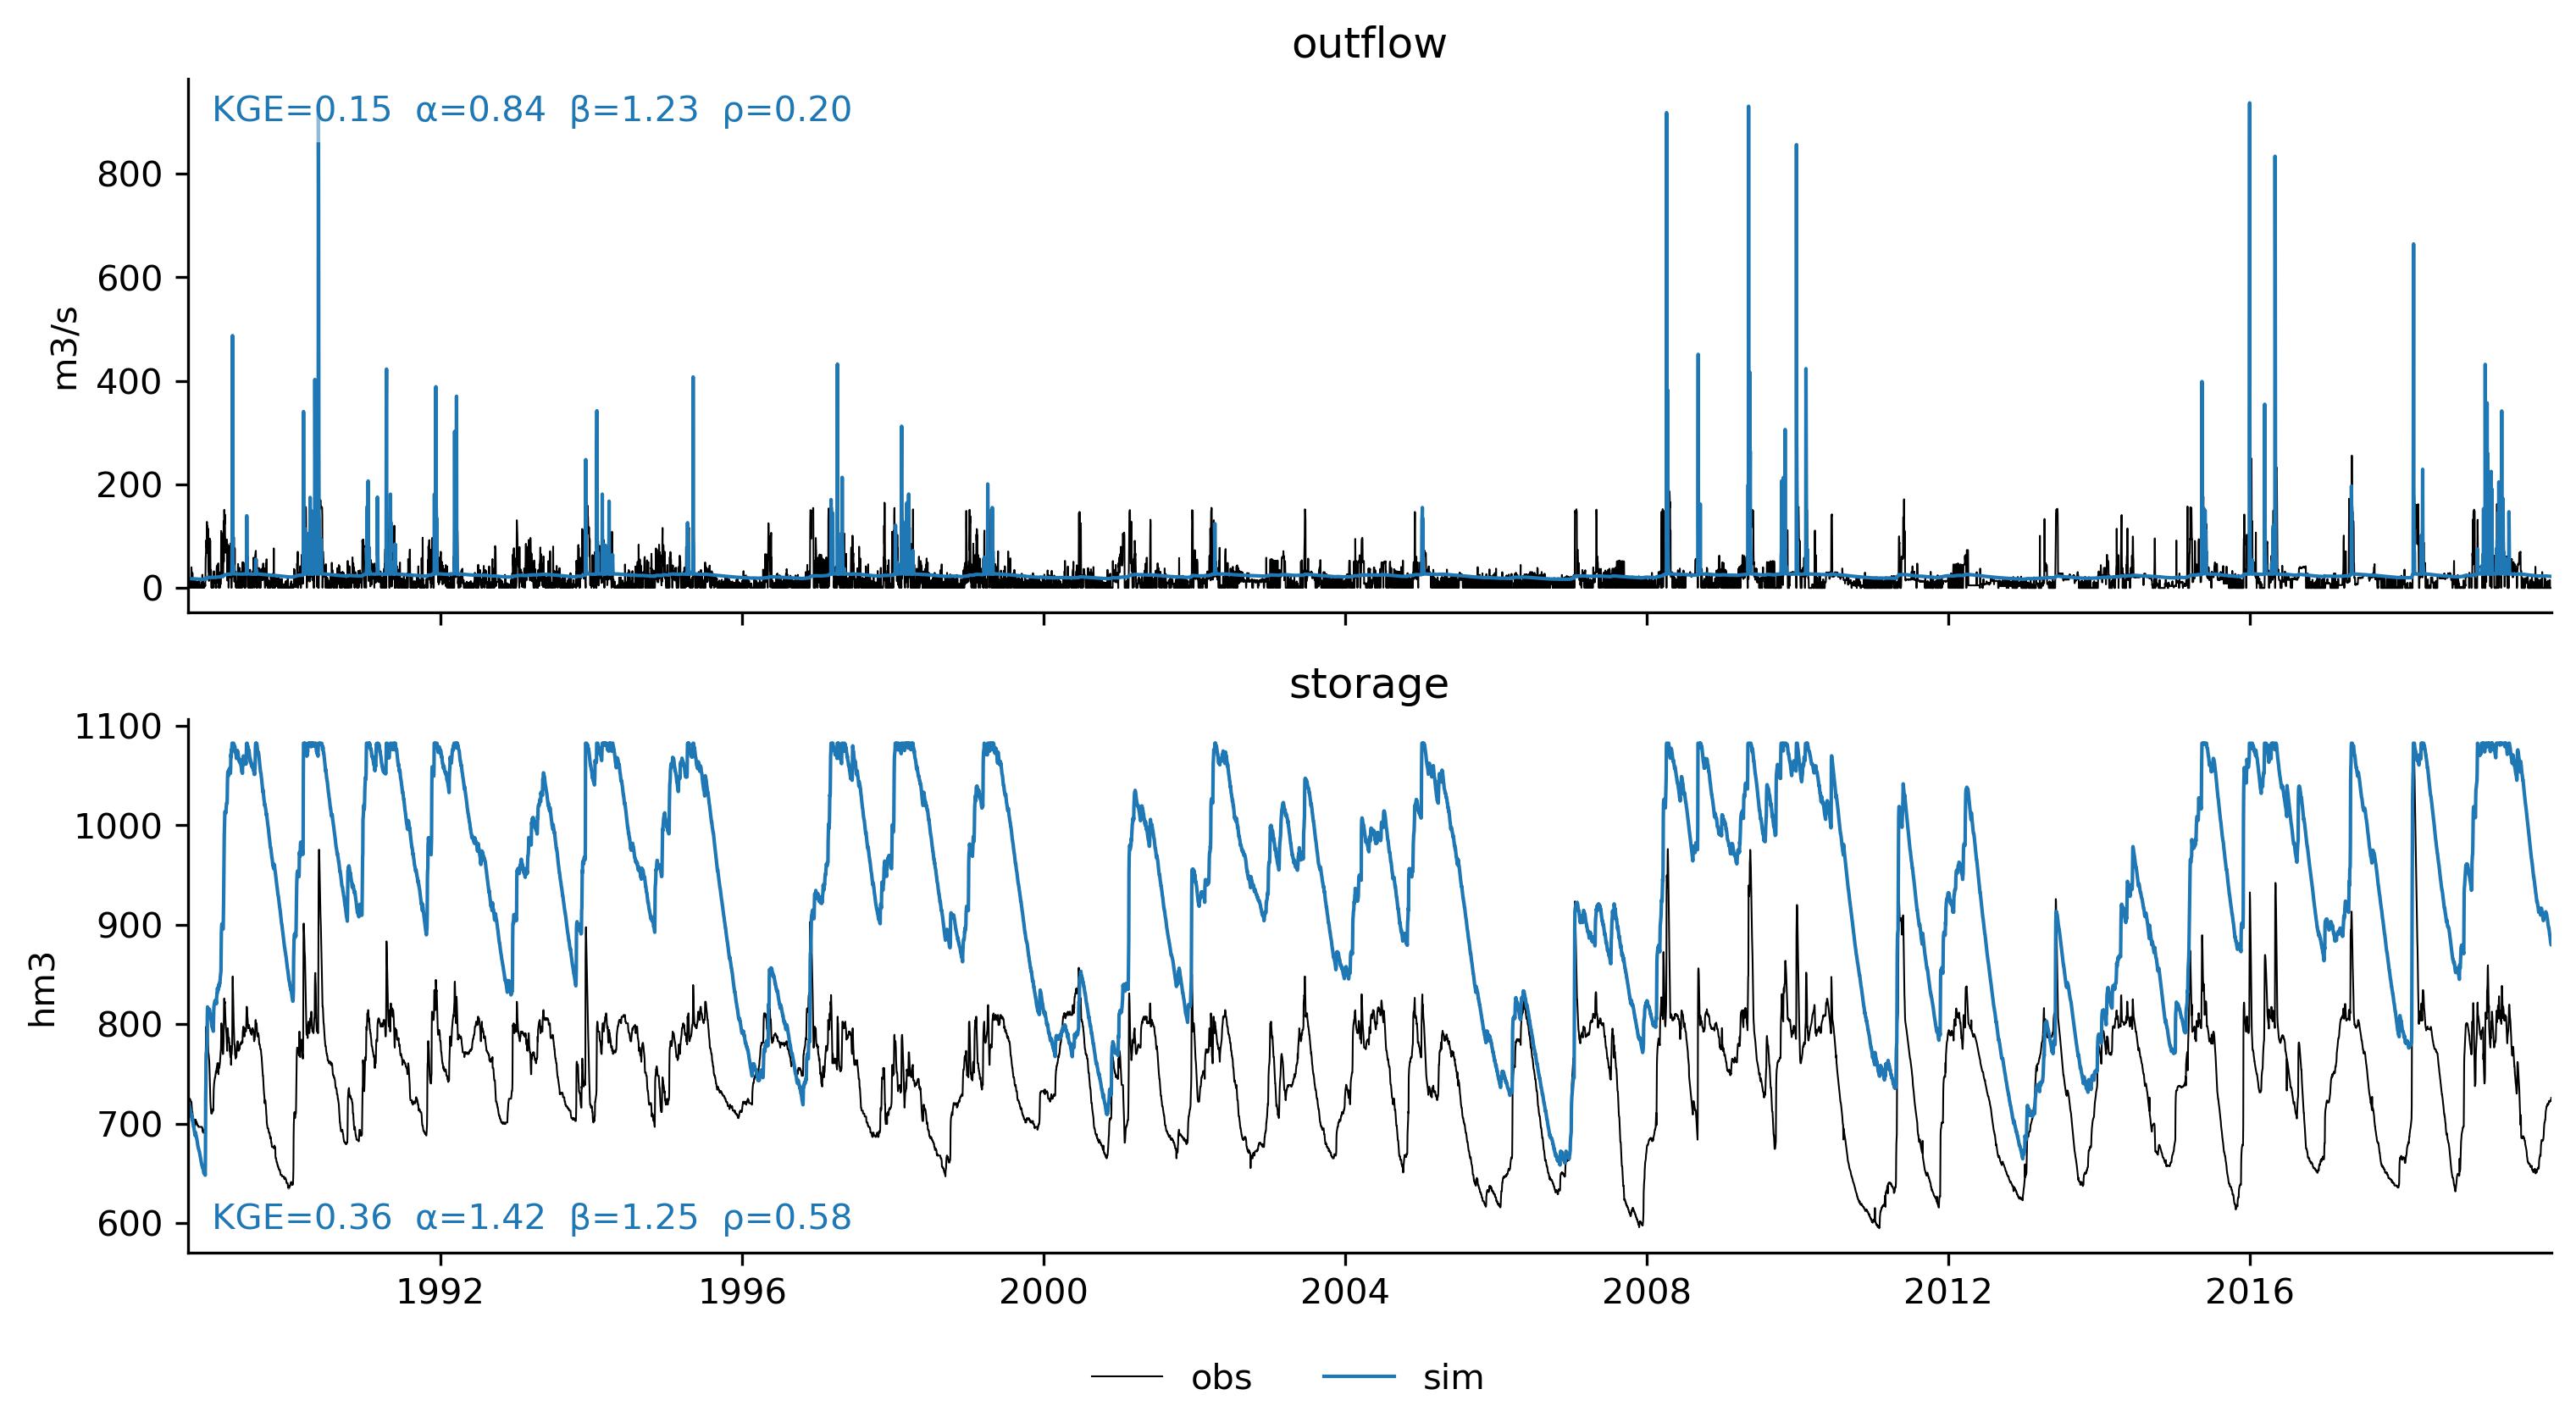 outflow
KGE=0.15 α=0.84 β=1.23 ρ=0.20
800
600
400
200
0
m3/s
storage
1100
1000
900
800
700
600
hm3
KGE=0.36 α=1.42 β=1.25 ρ=0.58
1992 1996 2000 2004 2008 2012 2016
obs sim